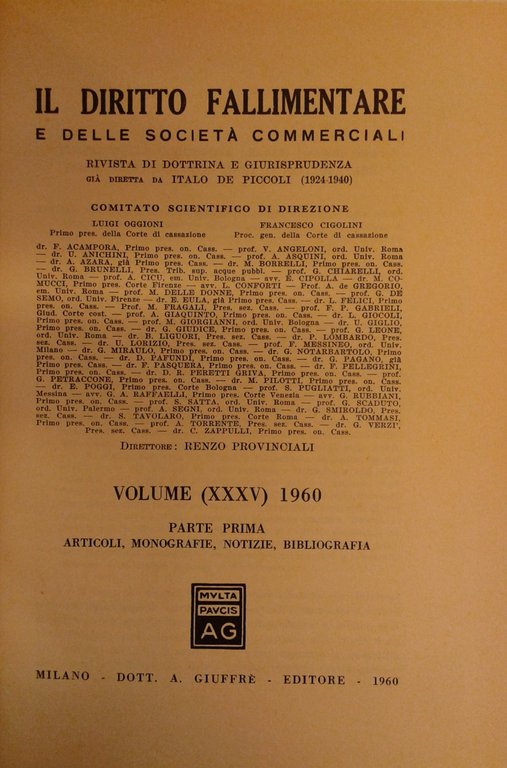 IL DIRITTO FALLIMENTARE
E DELLE SOCIETÀ COMMERCIALI
RIVISTA DI DOTTRINA E GIURISPRUDENZA
GIÀ DIRETTA DA ITALO DE PICCOLI (1924-1940)
COMITATO SCIENTIFICO DI DIREZIONE
LUIGI OGGIONI FRANCESCO CIGOLINI
Primo pres. della Corte di cassazione Proc. gen. della Corte di cassazione
dr. F. ACAMPORA, Primo pres. on. Cass. — prof. V. ANGELONI, ord. Univ. Roma
— dr. U. ANICHINI, Primo pres. on. Cass. — prof. A. ASQUINI, ord. Univ. Roma
— dr. A. AZARA, già Primo pres. Cass. — dr. M. BORRELLI, Primo pres. on. Cass.
— dr. G. BRUNELLI, Pres. Trib. sup. acque pubbl. — prof. G. CHIARELLI, ord.
Univ. Roma — prof. A. CICU, em. Univ. Bologna — avv. E. CIPOLLA — dr. M. CO-
MUCCI, Primo pres. Corte Firenze — avv. L. CONFORTI — Prof. A. de GREGORIO,
em. Univ. Roma — prof. M. DELLE DONNE, Primo pres. on. Cass. — prof. G. DE
SEMO, ord. Univ. Firenze — dr. E. EULA, già Primo pres. Cass. — dr. L. FELICI, Primo
pres. on. Cass. — Prof. M. FRAGALI, Pres. sez. Cass. — prof. F. P. GABRIELI,
Giud. Corte cost. — prof. A. GIAQUINTO, Primo pres. on. Cass. — dr. L. GIOCOLI,
Primo pres. on. Cass. — prof. M. GIORGIANNI, ord. Univ. Bologna — dr. U. GIGLIO,
Primo pres. on. Cass. — dr. G. GIUDICE, Primo pres. on. Cass. — prof. G. LEONE,
ord. Univ. Roma — dr. B. LIGUORI, Pres. sez. Cass. — dr. P. LOMBARDO, Pres.
sez. Cass. — dr. U. LORIZIO, Pres. sez. Cass. — prof. F. MESSINEO, ord. Univ.
Milano — dr. G. MIRAULO, Primo pres. on. Cass. — dr. G. NOTARBARTOLO, Primo
pres. on. Cass. — dr. D. PAFUNDI, Primo pres. on. Cass. — dr. G. PAGANO, già
Primo pres. Cass. — dr. F. PASQUERA, Primo pres. on. Cass. — dr. F. PELLEGRINI,
Primo pres. on. Cass. — dr. D. R. PERETTI GRIVA, Primo pres. on. Cass. — prof.
G. PETRACCONE, Primo pres. on. Cass. — dr. M. PILOTTI, Primo pres. on. Cass.
— dr. E. POGGI, Primo pres. Corte Bologna — prof. S. PUGLIATTI, ord. Univ.
Messina — avv. G. A. RAFFAELLI, Primo pres. Corte Venezia — avv. G. RUBBIANI,
Primo pres. on. Cass. — prof. S. SATTA, ord. Univ. Roma — prof. G. SCADUTO,
ord. Univ. Palermo — prof. A. SEGNI, ord. Univ. Roma — dr. G. SMIROLDO, Pres.
sez. Cass. — dr. S. TAVOLARO, Primo pres. Corte Roma — dr. A. TOMMASI,
Primo pres. on. Cass. — prof. A. TORRENTE, Pres. sez. Cass. — dr. G. VERZI',
Pres. sez. Cass. — dr. C. ZAPPULLI, Primo pres. on. Cass.
DIRETTORE: RENZO PROVINCIALI
VOLUME (XXXV) 1960
PARTE PRIMA
ARTICOLI, MONOGRAFIE, NOTIZIE, BIBLIOGRAFIA
MVLTA
PAVCIS
AG
MILANO - DOTT. A. GIUFFRÈ - EDITORE - 1960